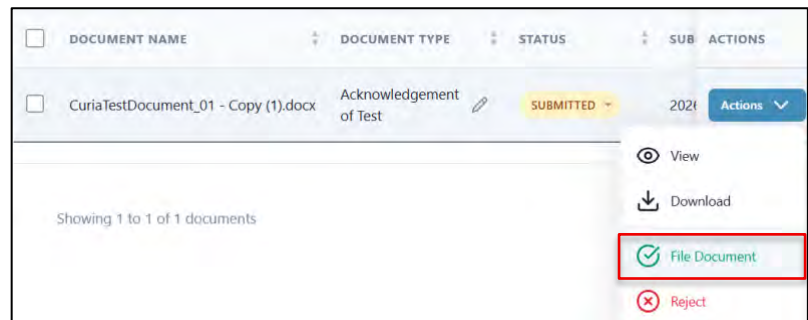 DOCUMENT NAME DOCUMENT TYPE STATUS SUB ACTIONS
CuriaTestDocument_01 - Copy (1).docx Acknowledgement of Test SUBMITTED 202 Actions
View
Showing 1 to 1 of 1 documents Download
File Document
Reject